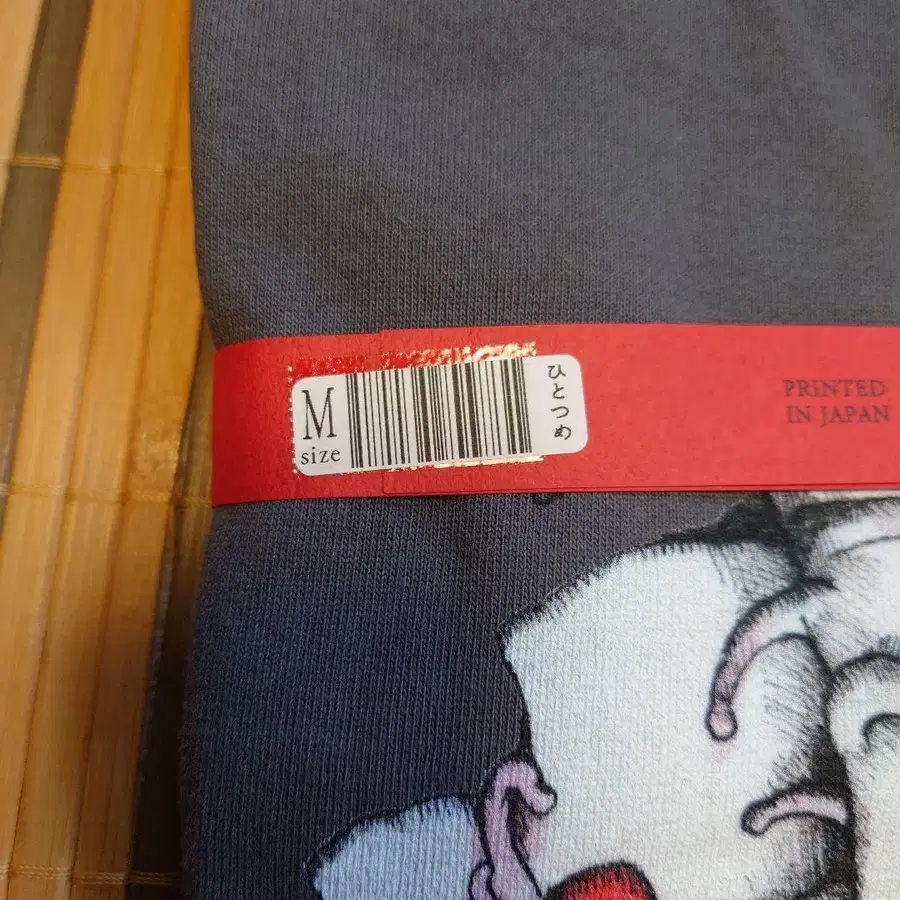 M
size
ひとつめ
PRINTED
IN JAPAN